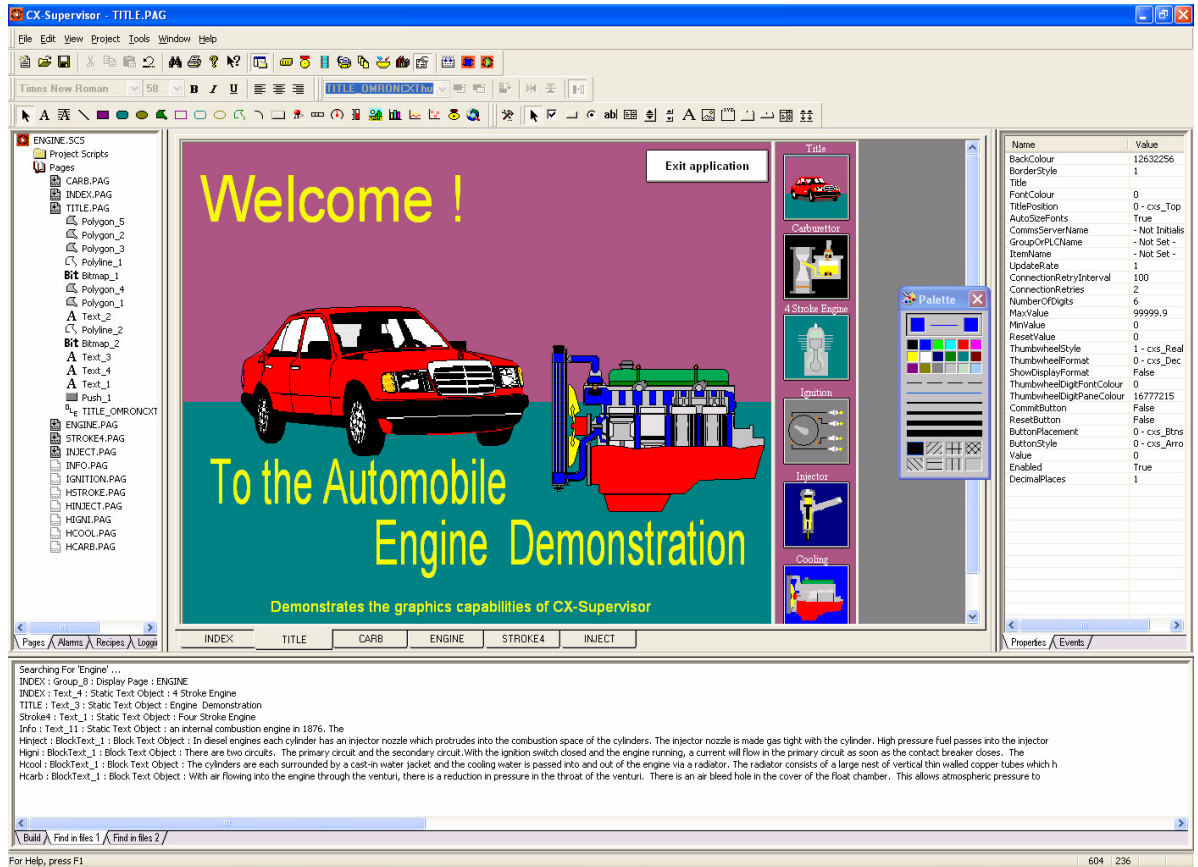 CX-Supervisor - TITLE.PAG
File Edit View Project Tools Window Help
Times New Roman 58 B I U TITLE_OMRONCXThu
ENGINE.SCS
Project Scripts
Pages
CARB.PAG
INDEX.PAG
TITLE.PAG
Polygon_5
Polygon_2
Polygon_3
Polyline_1
Bit Bitmap_1
Polygon_4
Polygon_1
A Text_2
Polyline_2
Bit Bitmap_2
A Text_3
A Text_4
A Text_1
Push_1
TITLE_OMRONCXT
ENGINE.PAG
STROKE4.PAG
INJECT.PAG
INFO.PAG
IGNITION.PAG
HSTROKE.PAG
HINJECT.PAG
HIGNI.PAG
HCOOL.PAG
HCARB.PAG
Pages Alarms Recipes Loggi
Welcome !
Exit application
To the Automobile
Engine Demonstration
Demonstrates the graphics capabilities of CX-Supervisor
Title
Carburettor
4 Stroke Engine
Ignition
Injector
Cooling
INDEX TITLE CARB ENGINE STROKE4 INJECT
Palette
Name Value
BackColour 12632256
BorderStyle 1
Title
FontColour 0
TitlePosition 0 - cxs_Top
AutoSizeFonts True
CommsServerName - Not Initialis
GroupOrPLCName - Not Set -
ItemName - Not Set -
UpdateRate 1
ConnectionRetryInterval 100
ConnectionRetries 2
NumberOfDigits 6
MaxValue 99999.9
MinValue 0
ResetValue 0
ThumbwheelStyle 1 - cxs_Real
ThumbwheelFormat 0 - cxs_Dec
ShowDisplayFormat False
ThumbwheelDigitFontColour 0
ThumbwheelDigitPaneColour 16777215
CommitButton False
ResetButton False
ButtonPlacement 0 - cxs_Btns
ButtonStyle 0 - cxs_Arro
Value 0
Enabled True
DecimalPlaces 1
Properties Events
Searching For 'Engine' ...
INDEX : Group_8 : Display Page : ENGINE
INDEX : Text_4 : Static Text Object : 4 Stroke Engine
TITLE : Text_3 : Static Text Object : Engine Demonstration
Stroke4 : Text_1 : Static Text Object : Four Stroke Engine
Info : Text_11 : Static Text Object : an internal combustion engine in 1876. The
Hinject : BlockText_1 : Block Text Object : In diesel engines each cylinder has an injector nozzle which protrudes into the combustion space of the cylinders. The injector nozzle is made gas tight with the cylinder. High pressure fuel passes into the injector
Higni : BlockText_1 : Block Text Object : There are two circuits. The primary circuit and the secondary circuit.With the ignition switch closed and the engine running, a current will flow in the primary circuit as soon as the contact breaker closes. The
Hcool : BlockText_1 : Block Text Object : The cylinders are each surrounded by a cast-in water jacket and the cooling water is passed into and out of the engine via a radiator. The radiator consists of a large nest of vertical thin walled copper tubes which h
Hcarb : BlockText_1 : Block Text Object : With air flowing into the engine through the venturi, there is a reduction in pressure in the throat of the venturi. There is an air bleed hole in the cover of the float chamber. This allows atmospheric pressure to
Build Find in files 1 Find in files 2
For Help, press F1
604 236